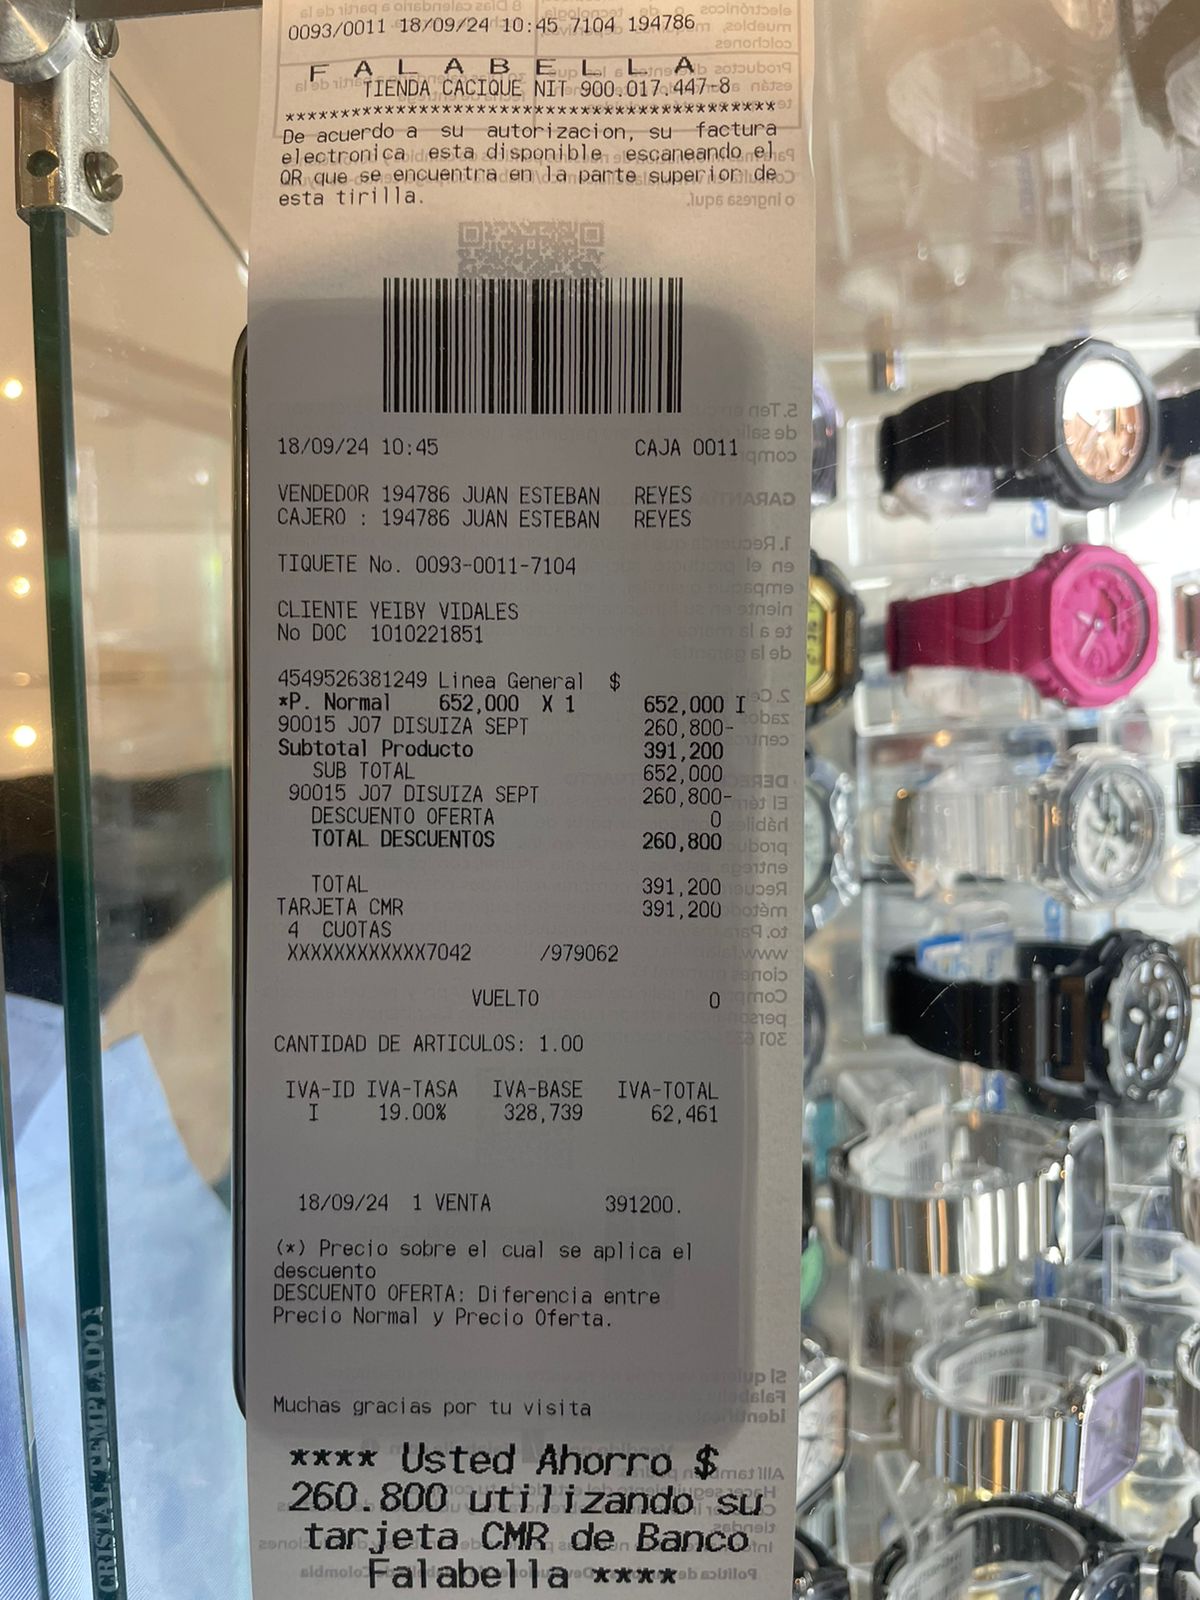 0093/0011 18/09/24 10:45 7104 194786
F A L A B E L L A
TIENDA CACIQUE NIT 900.017.447-8
*******************************************
De acuerdo a su autorizacion, su factura
electronica esta disponible escaneando el
QR que se encuentra en la parte superior de
esta tirilla.
18/09/24 10:45 CAJA 0011
VENDEDOR 194786 JUAN ESTEBAN REYES
CAJERO : 194786 JUAN ESTEBAN REYES
TIQUETE No. 0093-0011-7104
CLIENTE YEIBY VIDALES
No DOC 1010221851
4549526381249 Linea General $
*P. Normal 652,000 X 1 652,000 I
90015 J07 DISUIZA SEPT 260,800-
Subtotal Producto 391,200
SUB TOTAL 652,000
90015 J07 DISUIZA SEPT 260,800-
DESCUENTO OFERTA 0
TOTAL DESCUENTOS 260,800
TOTAL 391,200
TARJETA CMR 391,200
4 CUOTAS
XXXXXXXXXXXX7042 /979062
VUELTO 0
CANTIDAD DE ARTICULOS: 1.00
IVA-ID IVA-TASA IVA-BASE IVA-TOTAL
I 19.00% 328,739 62,461
18/09/24 1 VENTA 391200.
(*) Precio sobre el cual se aplica el
descuento
DESCUENTO OFERTA: Diferencia entre
Precio Normal y Precio Oferta.
Muchas gracias por tu visita
**** Usted Ahorro $
260.800 utilizando su
tarjeta CMR de Banco
Falabella ****
CRISTALTEMPLADO